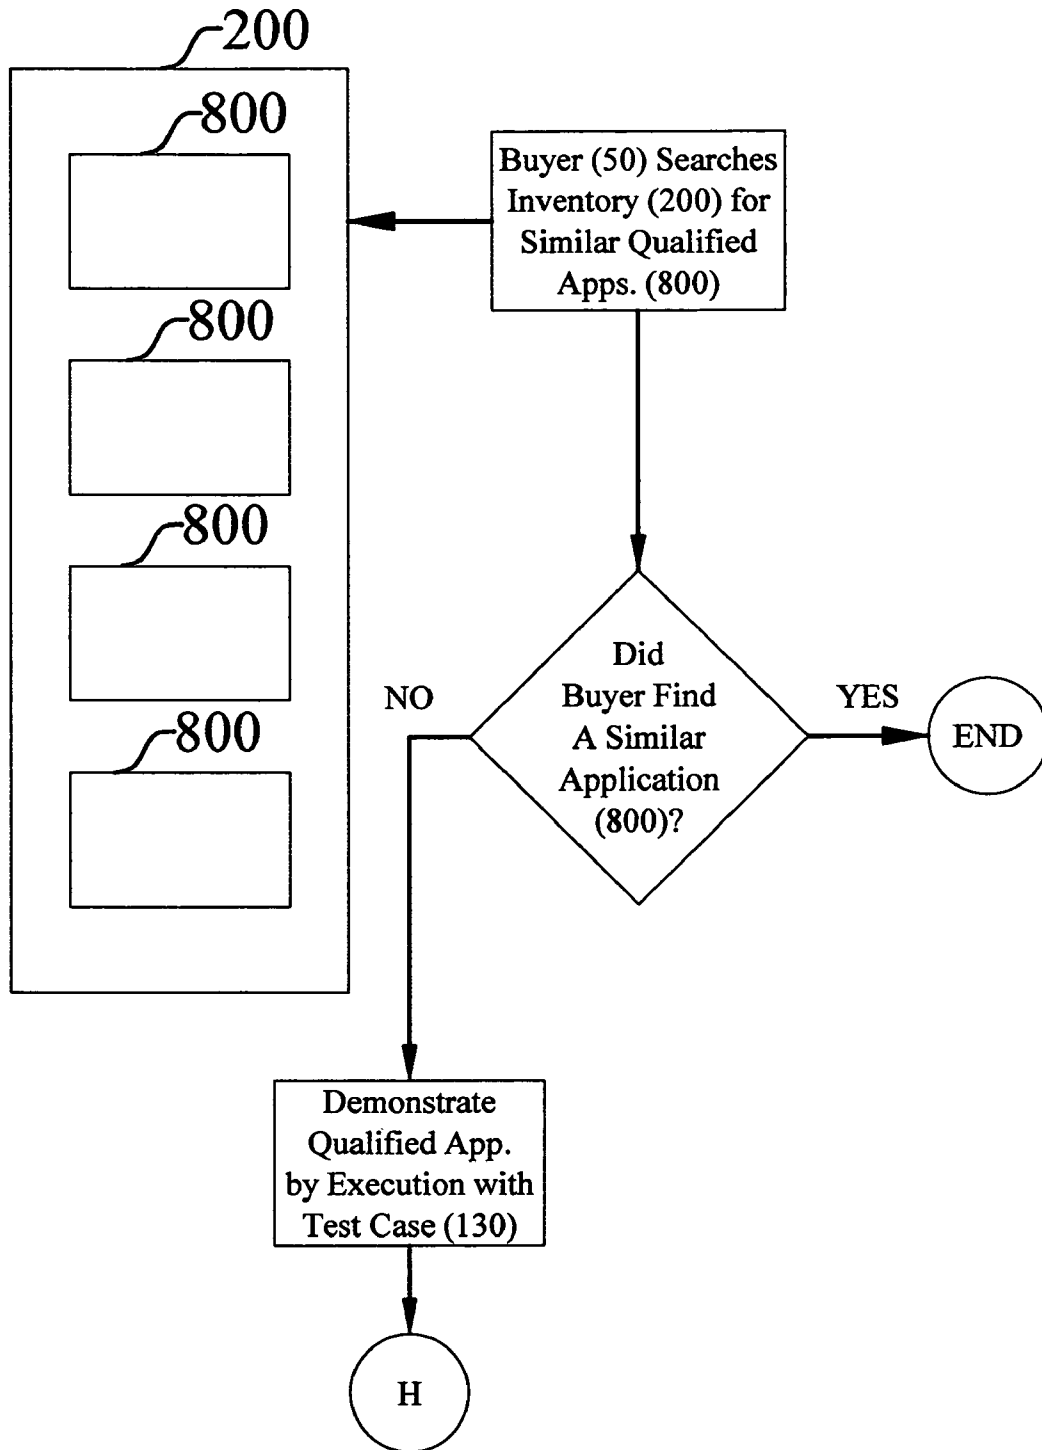 200
800
800
800
800
Buyer (50) Searches
Inventory (200) for
Similar Qualified
Apps. (800)
Did
Buyer Find
A Similar
Application
(800)?
NO
YES
END
Demonstrate
Qualified App.
by Execution with
Test Case (130)
H